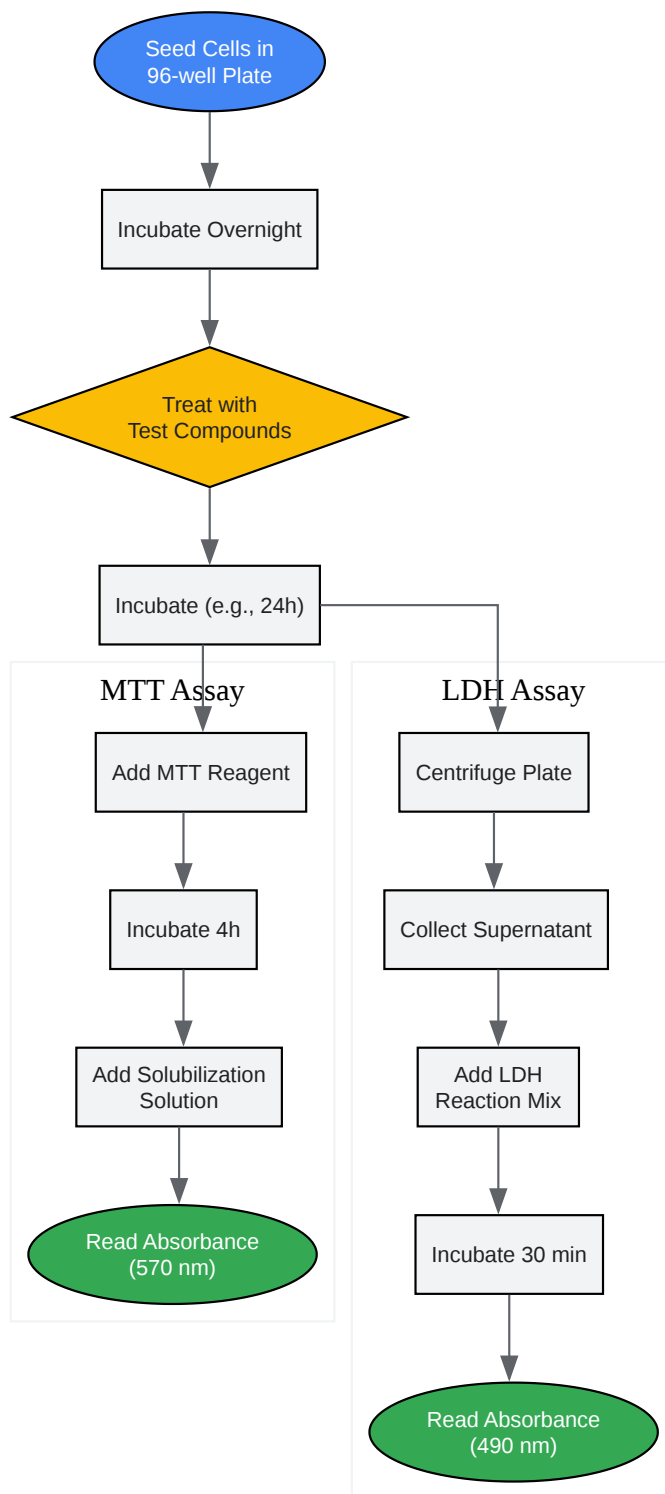 Seed Cells in
96-well Plate
Incubate Overnight
Treat with
Test Compounds
Incubate (e.g., 24h)
MTT Assay
Add MTT Reagent
Incubate 4h
Add Solubilization
Solution
Read Absorbance
(570 nm)
LDH Assay
Centrifuge Plate
Collect Supernatant
Add LDH
Reaction Mix
Incubate 30 min
Read Absorbance
(490 nm)